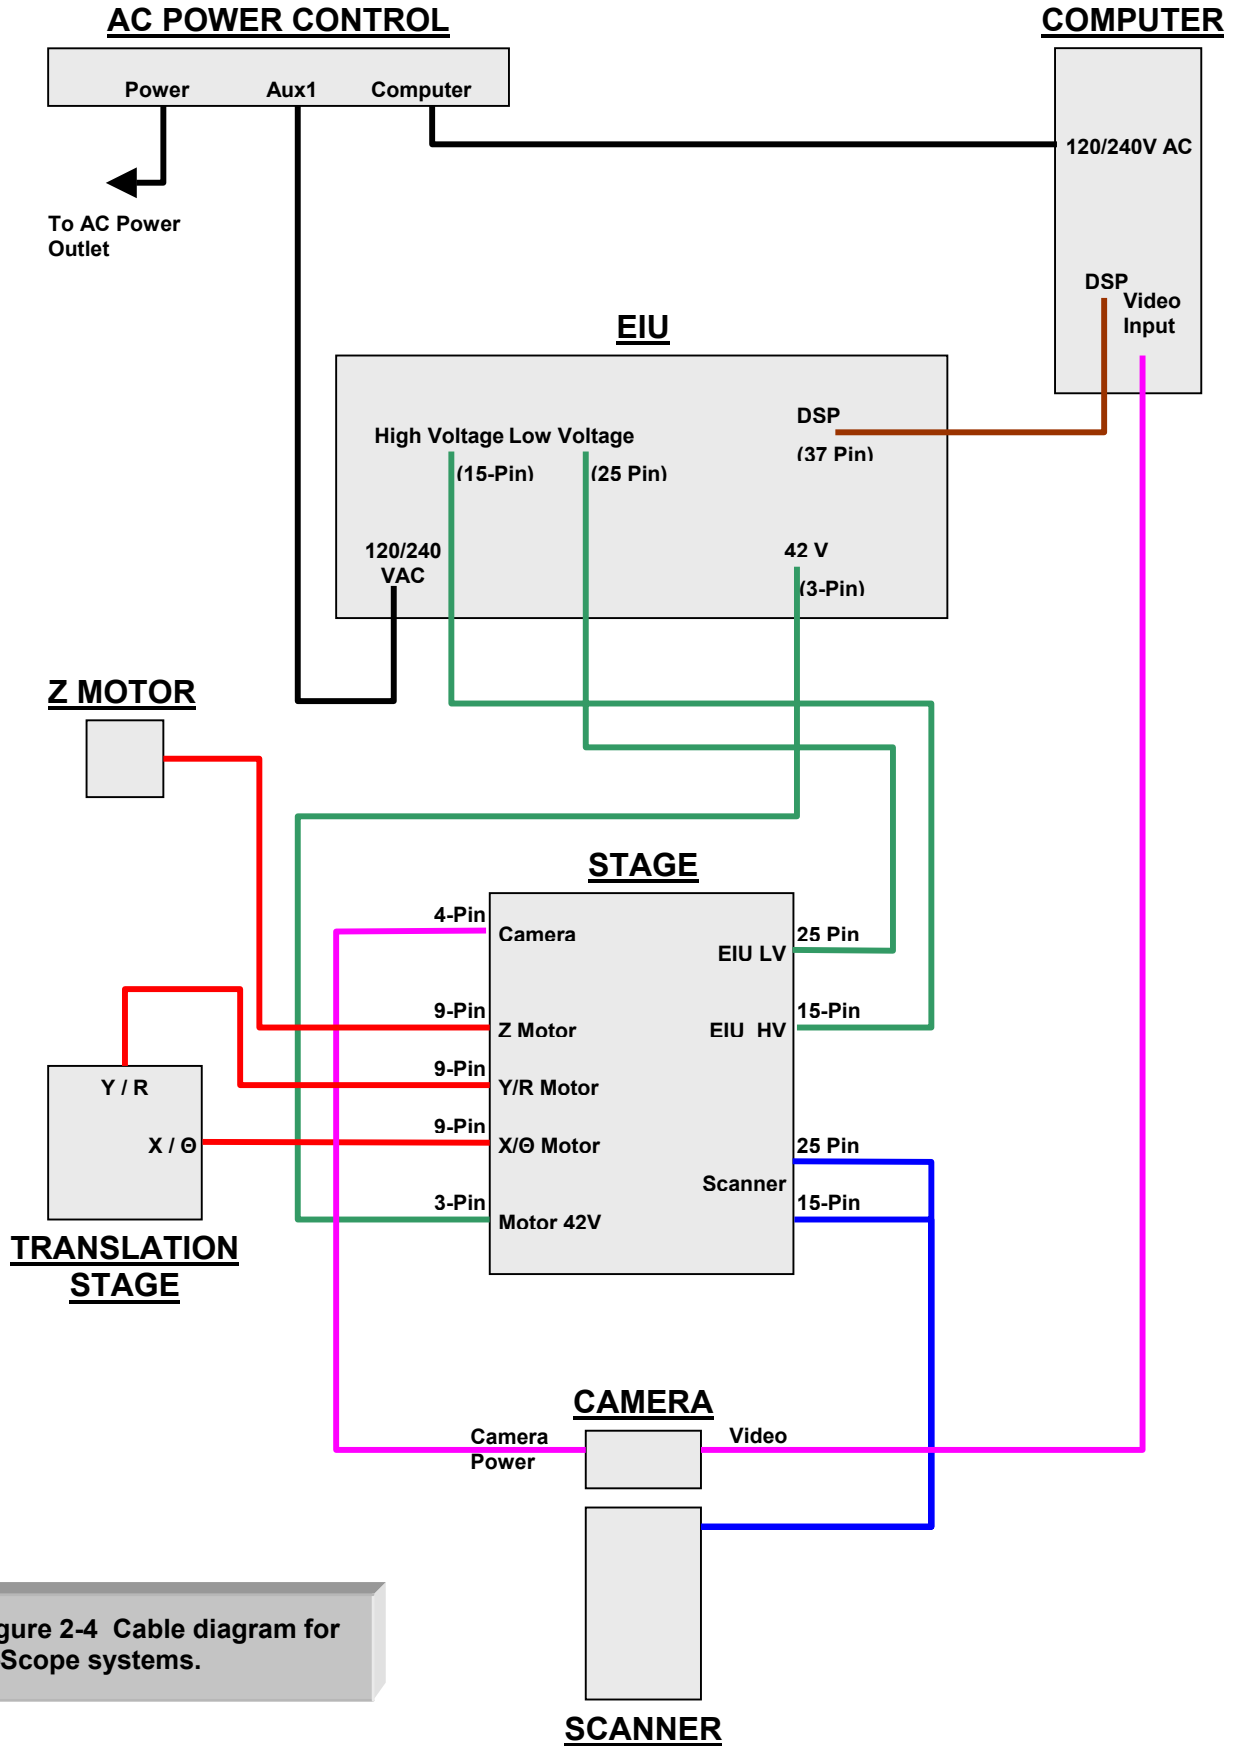 AC POWER CONTROL
COMPUTER
Power Aux1 Computer
120/240V AC
To AC Power
Outlet
DSP
Video
Input
EIU
DSP
(37 Pin)
High Voltage Low Voltage
(15-Pin) (25 Pin)
120/240
VAC
42 V
(3-Pin)
Z MOTOR
STAGE
4-Pin
Camera
25 Pin
EIU LV
9-Pin
Z Motor
15-Pin
EIU HV
9-Pin
Y/R Motor
Y / R
9-Pin
X/Θ Motor
X / Θ
25 Pin
Scanner
15-Pin
3-Pin
Motor 42V
TRANSLATION
STAGE
CAMERA
Camera
Power
Video
gure 2-4 Cable diagram for
Scope systems.
SCANNER